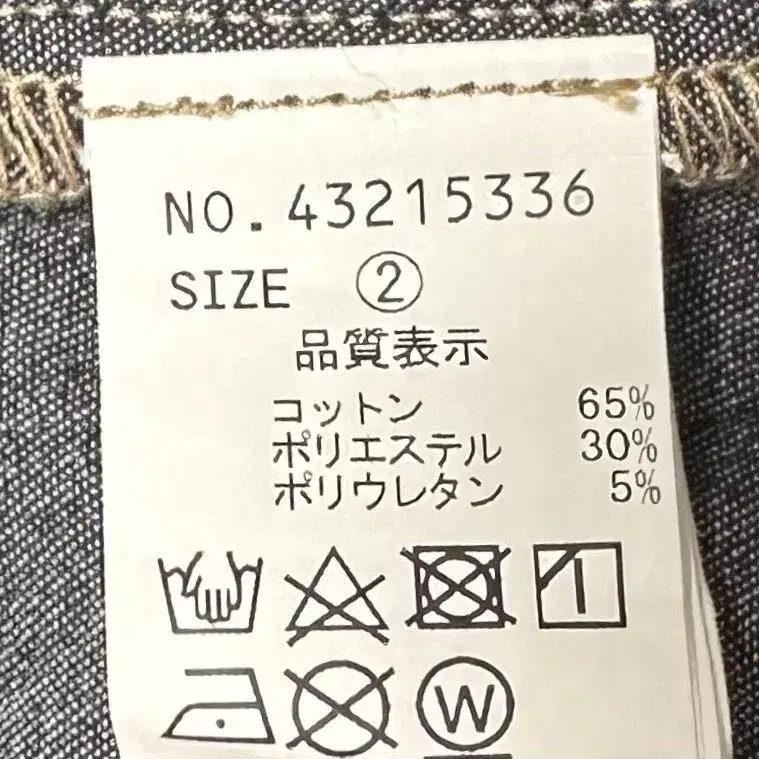 NO.43215336
SIZE ②
品質表示
コットン 65%
ポリエステル 30%
ポリウレタン 5%
W